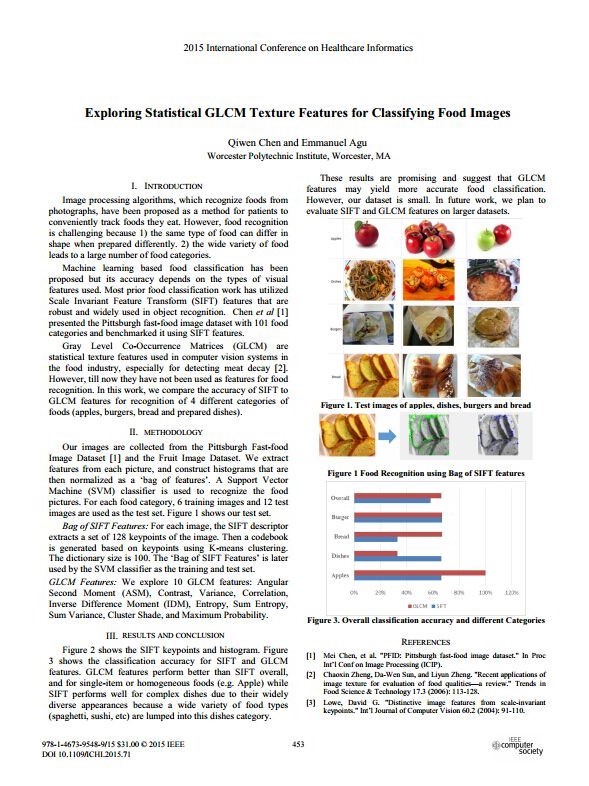 2015 International Conference on Healthcare Informatics
Exploring Statistical GLCM Texture Features for Classifying Food Images
Qiwen Chen and Emmanuel Agu
Worcester Polytechnic Institute, Worcester, MA
I. INTRODUCTION
Image processing algorithms, which recognize foods from
photographs, have been proposed as a method for patients to
conveniently track foods they eat. However, food recognition
is challenging because 1) the same type of food can differ in
shape when prepared differently. 2) the wide variety of food
leads to a large number of food categories.
Machine learning based food classification has been
proposed but its accuracy depends on the types of visual
features used. Most prior food classification work has utilized
Scale Invariant Feature Transform (SIFT) features that are
robust and widely used in object recognition. Chen et al [1]
presented the Pittsburgh fast-food image dataset with 101 food
categories and benchmarked it using SIFT features.
Gray Level Co-Occurrence Matrices (GLCM) are
statistical texture features used in computer vision systems in
the food industry, especially for detecting meat decay [2].
However, till now they have not been used as features for food
recognition. In this work, we compare the accuracy of SIFT to
GLCM features for recognition of 4 different categories of
foods (apples, burgers, bread and prepared dishes).
II. METHODOLOGY
Our images are collected from the Pittsburgh Fast-food
Image Dataset [1] and the Fruit Image Dataset. We extract
features from each picture, and construct histograms that are
then normalized as a 'bag of features'. A Support Vector
Machine (SVM) classifier is used to recognize the food
pictures. For each food category, 6 training images and 12 test
images are used as the test set. Figure 1 shows our test set.
Bag of SIFT Features: For each image, the SIFT descriptor
extracts a set of 128 keypoints of the image. Then a codebook
is generated based on keypoints using K-means clustering.
The dictionary size is 100. The 'Bag of SIFT Features' is later
used by the SVM classifier as the training and test set.
GLCM Features: We explore 10 GLCM features: Angular
Second Moment (ASM), Contrast, Variance, Correlation,
Inverse Difference Moment (IDM), Entropy, Sum Entropy,
Sum Variance, Cluster Shade, and Maximum Probability.
III. RESULTS AND CONCLUSION
Figure 2 shows the SIFT keypoints and histogram. Figure
3 shows the classification accuracy for SIFT and GLCM
features. GLCM features perform better than SIFT overall,
and for single-item or homogeneous foods (e.g. Apple) while
SIFT performs well for complex dishes due to their widely
diverse appearances because a wide variety of food types
(spaghetti, sushi, etc) are lumped into this dishes category.
These results are promising and suggest that GLCM
features may yield more accurate food classification.
However, our dataset is small. In future work, we plan to
evaluate SIFT and GLCM features on larger datasets.
Apples
Dishes
Burgers
Bread
Figure 1. Test images of apples, dishes, burgers and bread
Figure 1 Food Recognition using Bag of SIFT features
Overall
Burger
Bread
Dishes
Apples
0% 20% 40% 60% 80% 100% 120%
GLCM SIFT
Figure 3. Overall classification accuracy and different Categories
REFERENCES
[1] Mei Chen, et al. "PFID: Pittsburgh fast-food image dataset." In Proc
Int'l Conf on Image Processing (ICIP).
[2] Chaoxin Zheng, Da-Wen Sun, and Liyun Zheng. "Recent applications of
image texture for evaluation of food qualities—a review." Trends in
Food Science & Technology 17.3 (2006): 113-128.
[3] Lowe, David G. "Distinctive image features from scale-invariant
keypoints." Int'l Journal of Computer Vision 60.2 (2004): 91-110.
978-1-4673-9548-9/15 $31.00 © 2015 IEEE
DOI 10.1109/ICHI.2015.71
453
IEEE
computer
society